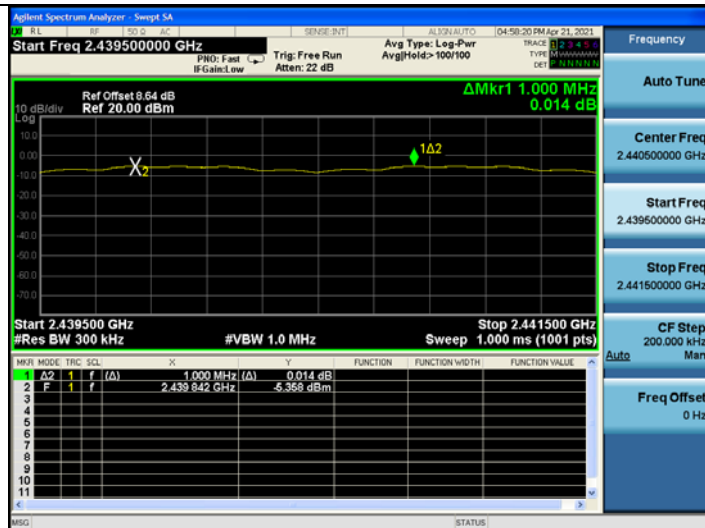 Agilent Spectrum Analyzer - Swept SA
RL RF 50 Ω AC SENSE:INT ALIGN AUTO 04:58:20 PM Apr 21, 2021
Start Freq 2.439500000 GHz
PNO: Fast
IFGain:Low
Trig: Free Run
Atten: 22 dB
Avg Type: Log-Pwr
Avg|Hold:> 100/100
TRACE 1 2 3 4 5 6
TYPE M
DET P N N N N N
Ref Offset 8.64 dB
Ref 20.00 dBm
10 dB/div
Log
ΔMkr1 1.000 MHz
0.014 dB
10.0
0.00
-10.0
-20.0
-30.0
-40.0
-50.0
-60.0
-70.0
X2
1Δ2
Start 2.439500 GHz
Stop 2.441500 GHz
#Res BW 300 kHz
#VBW 1.0 MHz
Sweep 1.000 ms (1001 pts)
MKR MODE TRC SCL X Y FUNCTION FUNCTION WIDTH FUNCTION VALUE
1 Δ2 1 f (Δ) 1.000 MHz (Δ) 0.014 dB
2 F 1 f 2.439 842 GHz -5.358 dBm
3
4
5
6
7
8
9
10
11
MSG
STATUS
Frequency
Auto Tune
Center Freq
2.440500000 GHz
Start Freq
2.439500000 GHz
Stop Freq
2.441500000 GHz
CF Step
200.000 kHz
Auto Man
Freq Offset
0 Hz